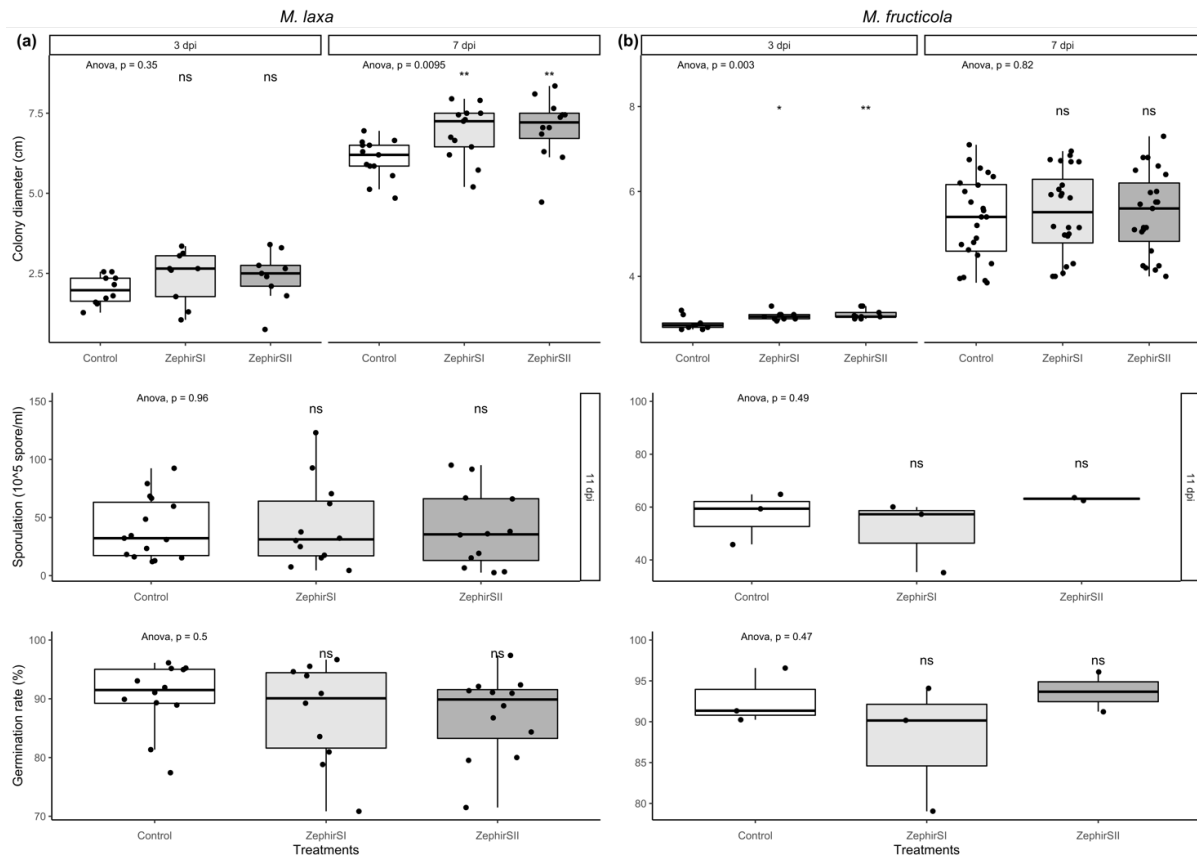 M. laxa
M. fructicola
(a)
3 dpi
7 dpi
Anova, p = 0.35
ns
ns
Anova, p = 0.0095
**
**
Colony diameter (cm)
7.5
5.0
2.5
Control
ZephirSI
ZephirSII
Control
ZephirSI
ZephirSII
(b)
3 dpi
7 dpi
Anova, p = 0.003
*
**
Anova, p = 0.82
ns
ns
8
6
4
Control
ZephirSI
ZephirSII
Control
ZephirSI
ZephirSII
Anova, p = 0.96
ns
ns
Sporulation (10^5 spore/ml)
150
100
50
0
11 dpi
Control
ZephirSI
ZephirSII
Anova, p = 0.49
ns
ns
100
80
60
40
11 dpi
Control
ZephirSI
ZephirSII
Anova, p = 0.5
ns
ns
Germination rate (%)
100
90
80
70
Control
ZephirSI
ZephirSII
Treatments
Anova, p = 0.47
ns
ns
100
95
90
85
80
Control
ZephirSI
ZephirSII
Treatments